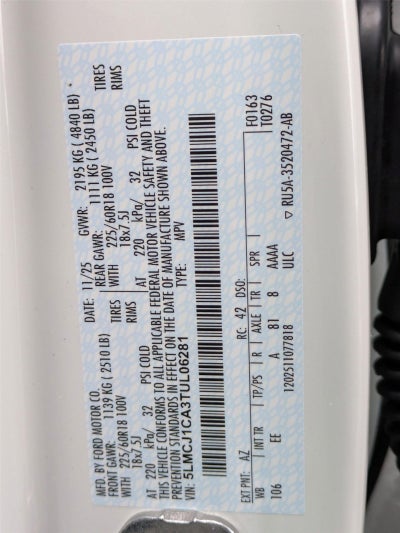 MFD. BY FORD MOTOR CO.
DATE: 11/25 GVWR: 2195 KG ( 4840 LB)
FRONT GAWR: 1139 KG ( 2510 LB) REAR GAWR: 1111 KG ( 2450 LB)
WITH 225/60R18 100V TIRES WITH 225/60R18 100V TIRES
18x7.5J RIMS 18x7.5J RIMS
AT 220 kPa/ 32 PSI COLD AT 220 kPa/ 32 PSI COLD
THIS VEHICLE CONFORMS TO ALL APPLICABLE FEDERAL MOTOR VEHICLE SAFETY AND THEFT
PREVENTION STANDARDS IN EFFECT ON THE DATE OF MANUFACTURE SHOWN ABOVE.
VIN: 5LMCJ1CA3TUL06281 TYPE: MPV
F0163
T0276
EXT PNT: AZ RC: 42 DSO:
WB INT TR TP/PS R AXLE TR SPR
106 EE A 81 8 AAAA
ULC
1202511077818 ▽ RU5A-3520472-AB